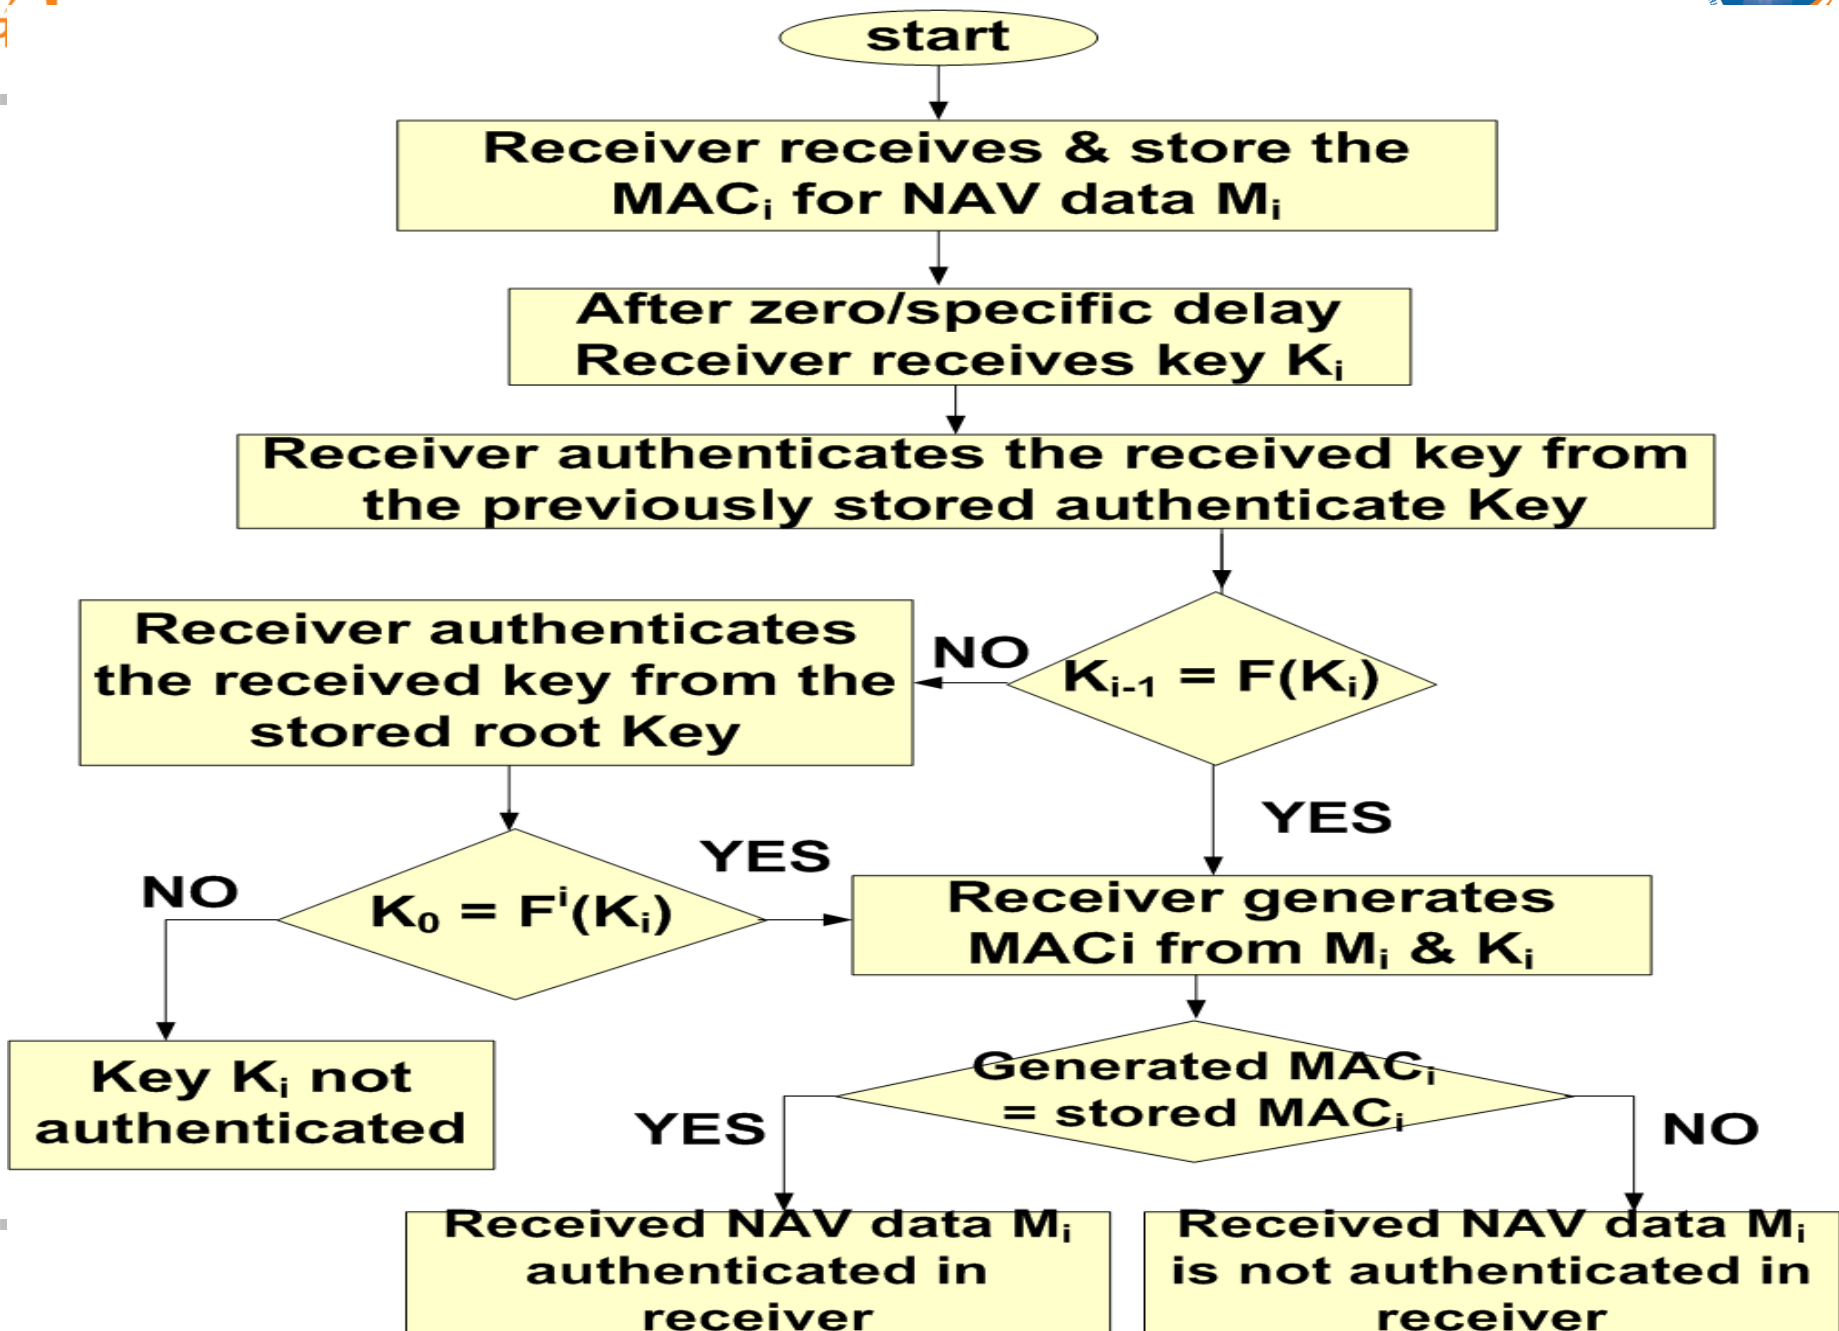 start
Receiver receives & store the
MACᵢ for NAV data Mᵢ
After zero/specific delay
Receiver receives key Kᵢ
Receiver authenticates the received key from
the previously stored authenticate Key
Receiver authenticates
the received key from the
stored root Key
NO
Kᵢ₋₁ = F(Kᵢ)
YES
NO
K₀ = Fⁱ(Kᵢ)
YES
Receiver generates
MACi from Mᵢ & Kᵢ
Key Kᵢ not
authenticated
Generated MACᵢ
= stored MACᵢ
YES
NO
Received NAV data Mᵢ
authenticated in
receiver
Received NAV data Mᵢ
is not authenticated in
receiver